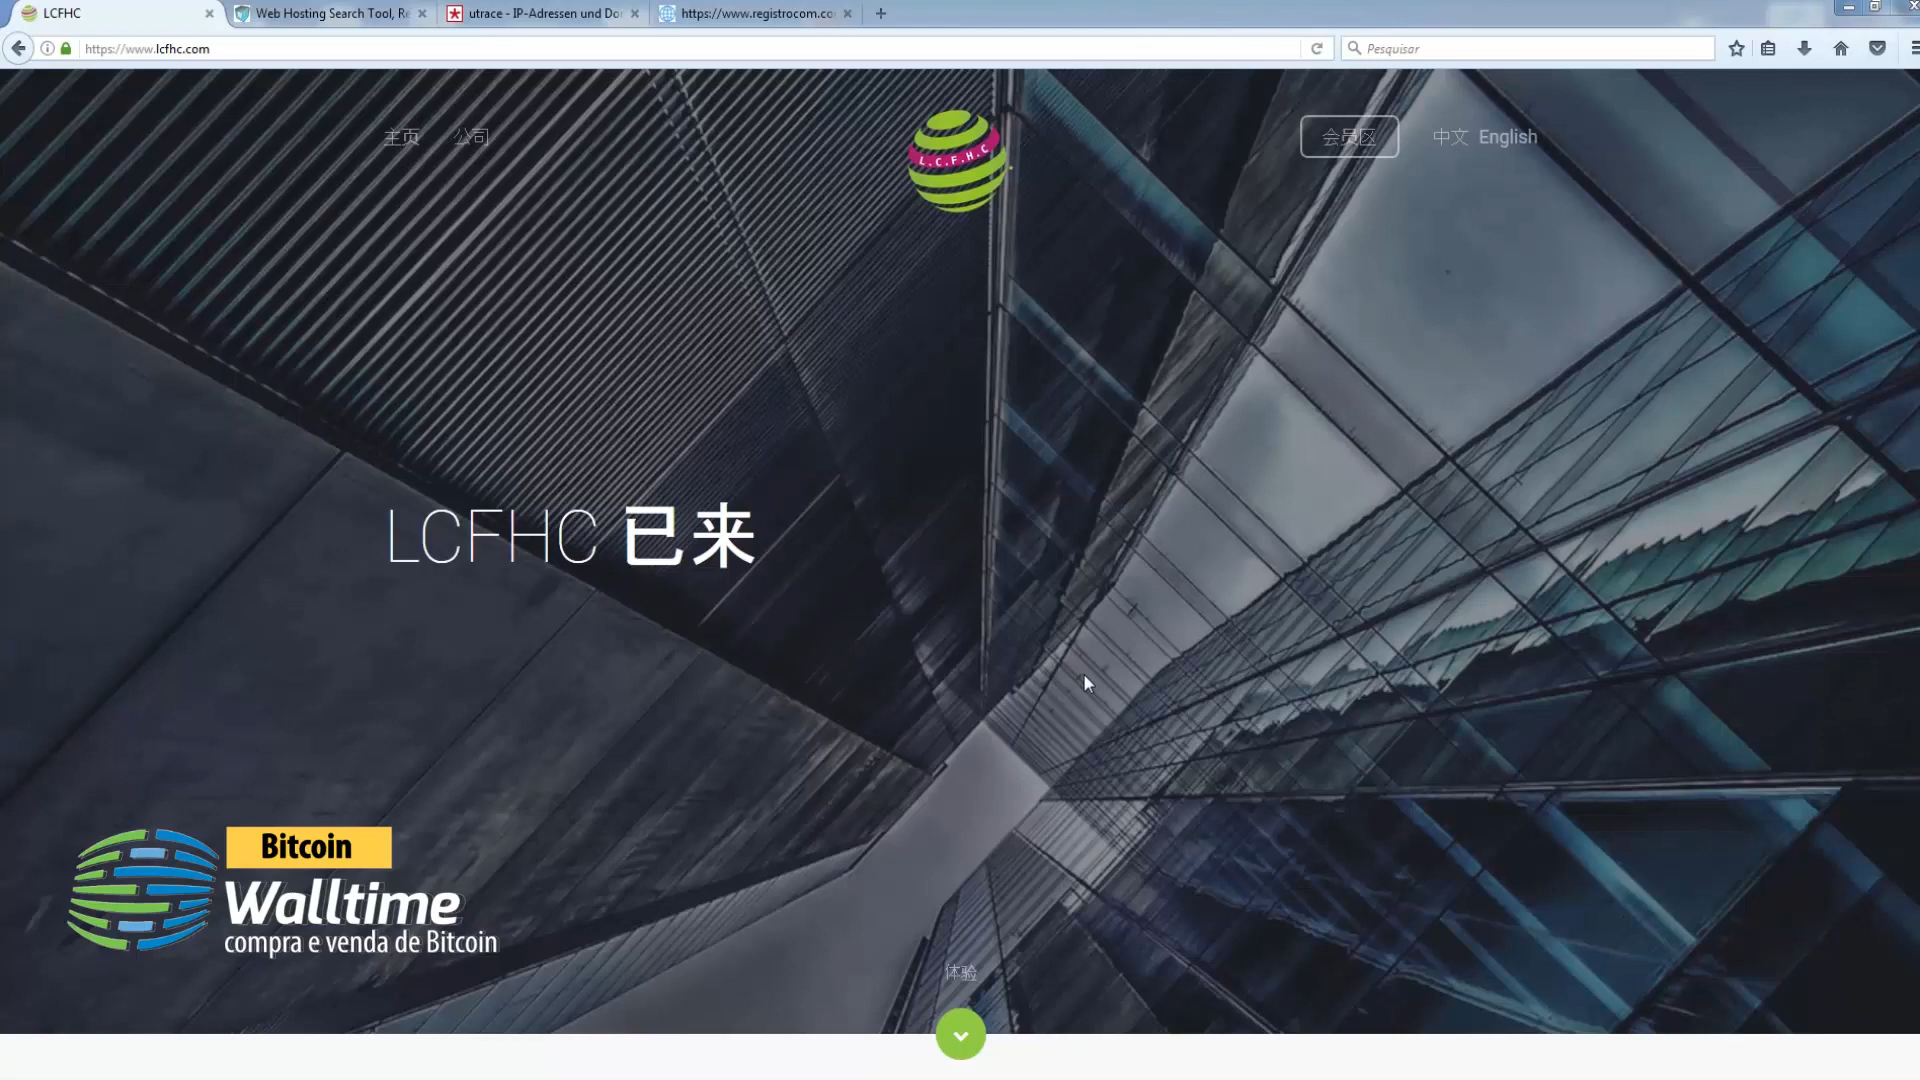 LCFHC
Web Hosting Search Tool, Re
utrace - IP-Adressen und Do
https://www.registrocom.co
https://www.lcfhc.com
Pesquisar
主页 公司
L.C.F.H.C
会员区 中文 English
LCFHC 已来
Bitcoin
Walltime
compra e venda de Bitcoin
体验